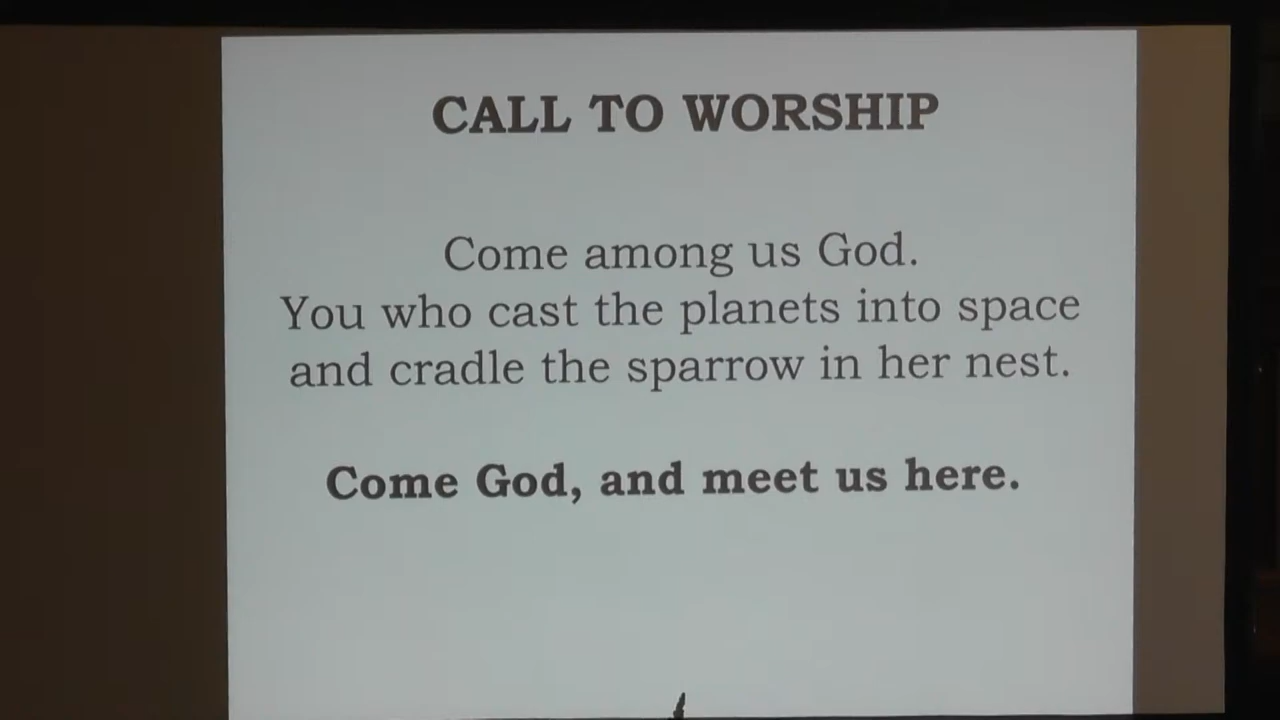 CALL TO WORSHIP
Come among us God.
You who cast the planets into space
and cradle the sparrow in her nest.
Come God, and meet us here.